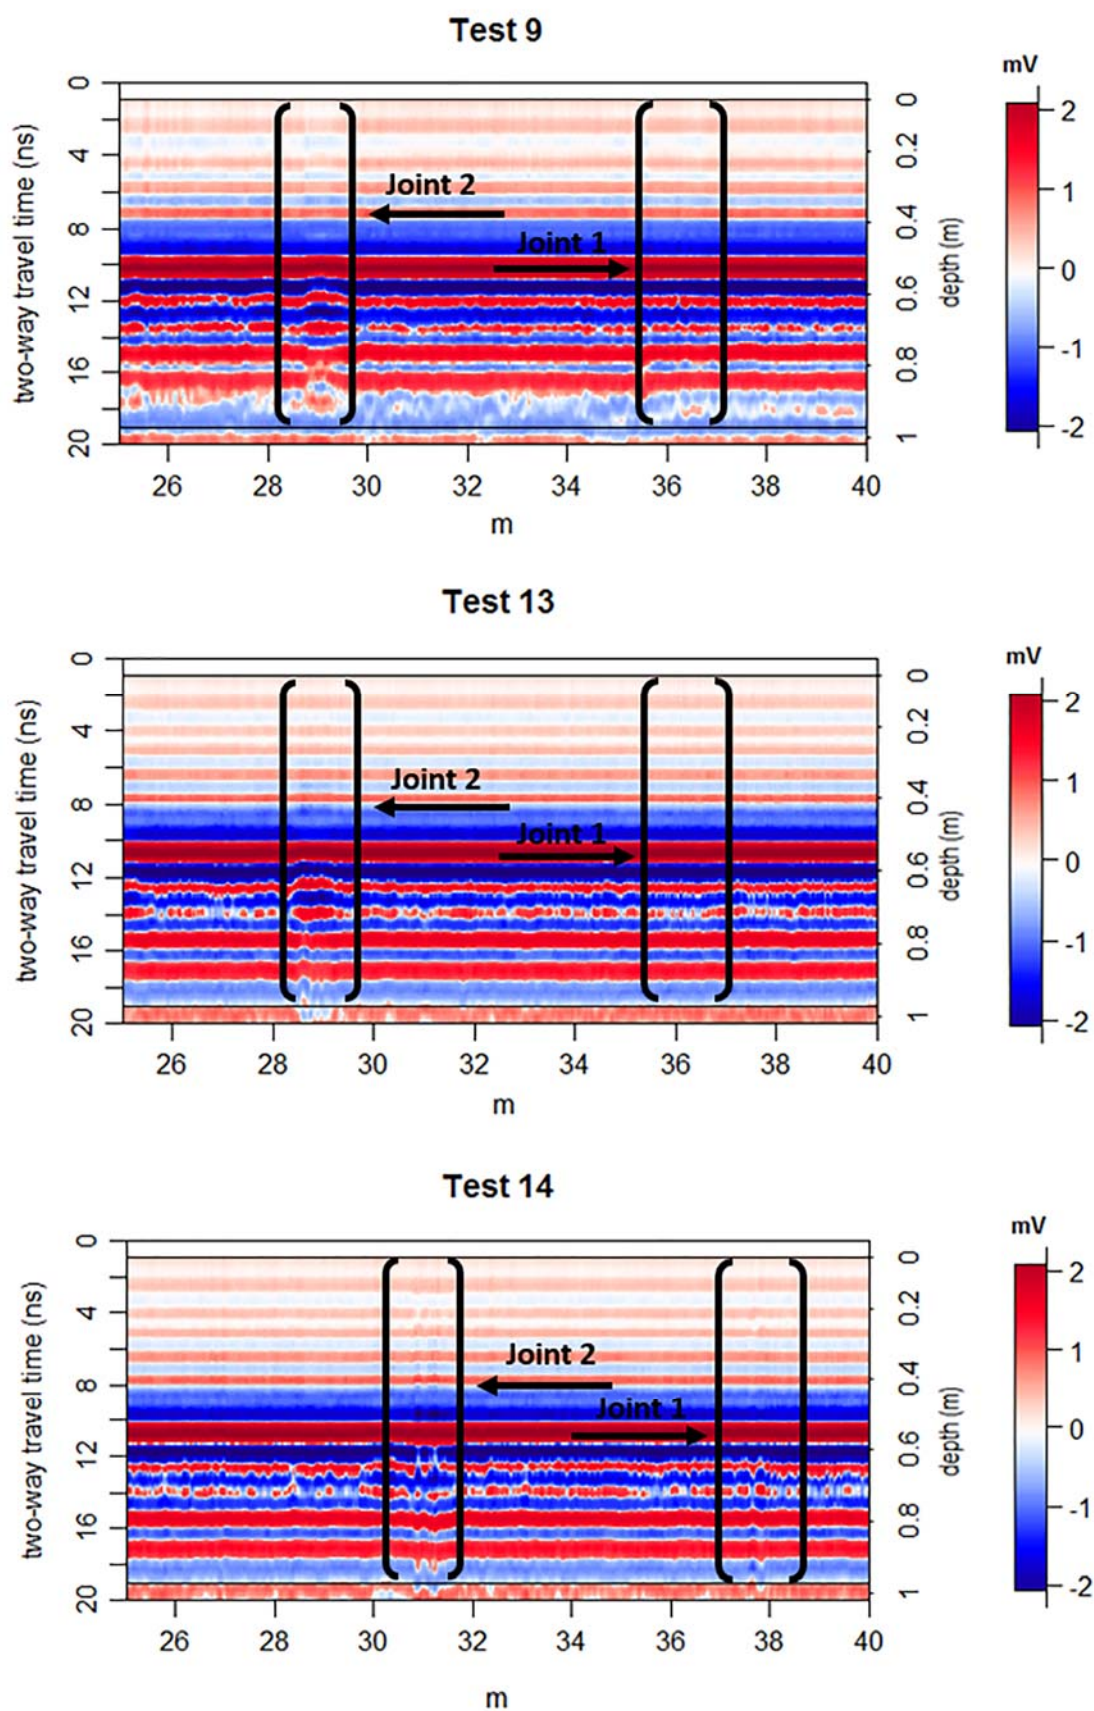 Test 9
mV
two-way travel time (ns)
0
4
8
12
16
20
Joint 2
Joint 1
0
0.2
0.4
0.6
0.8
1
depth (m)
2
1
0
-1
-2
26 28 30 32 34 36 38 40
m
Test 13
mV
two-way travel time (ns)
0
4
8
12
16
20
Joint 2
Joint 1
0
0.2
0.4
0.6
0.8
1
depth (m)
2
1
0
-1
-2
26 28 30 32 34 36 38 40
m
Test 14
mV
two-way travel time (ns)
0
4
8
12
16
20
Joint 2
Joint 1
0
0.2
0.4
0.6
0.8
1
depth (m)
2
1
0
-1
-2
26 28 30 32 34 36 38 40
m